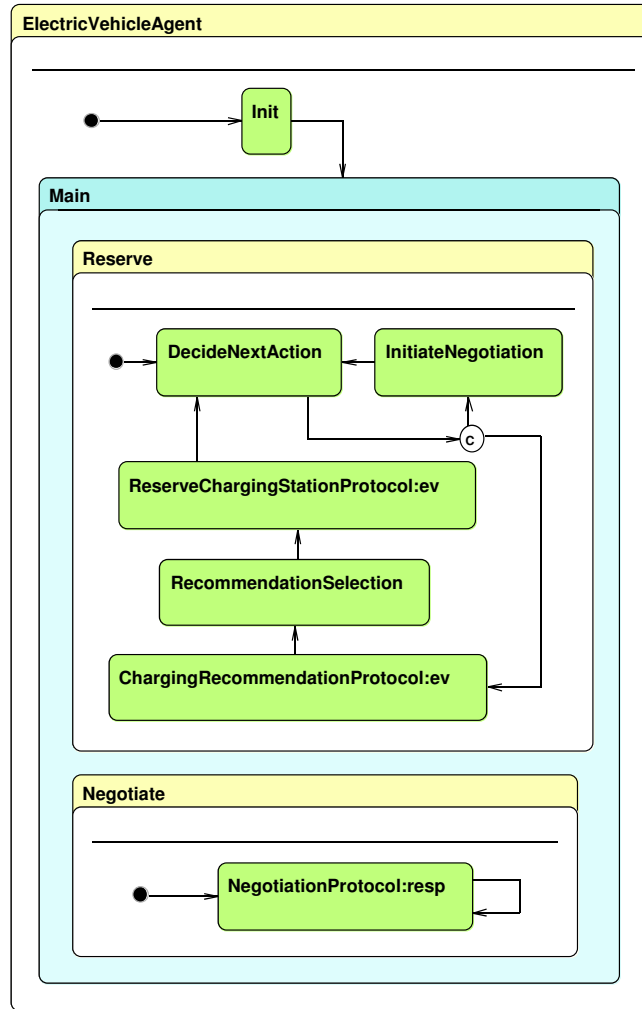 ElectricVehicleAgent
Init
Main
Reserve
DecideNextAction
InitiateNegotiation
C
ReserveChargingStationProtocol:ev
RecommendationSelection
ChargingRecommendationProtocol:ev
Negotiate
NegotiationProtocol:resp